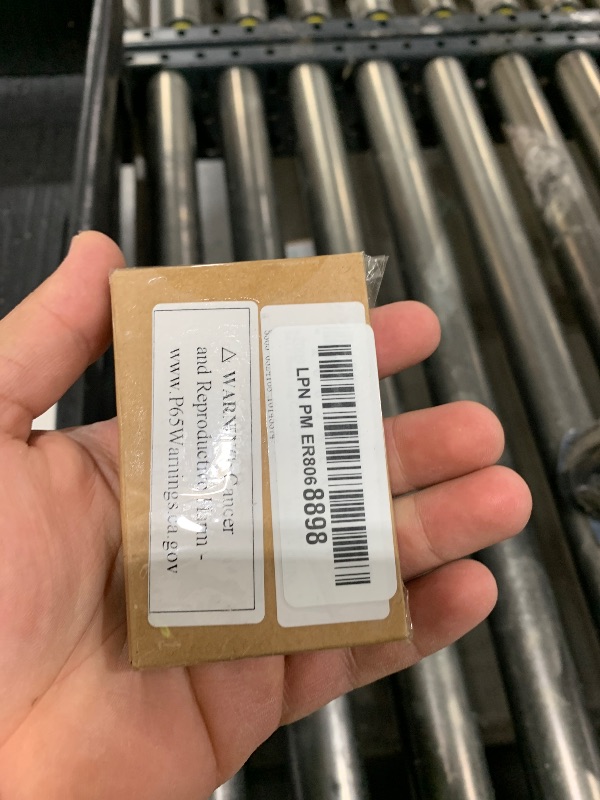 LPN PM ER8068898
⚠ WARNING: Cancer
and Reproductive Harm -
www.P65Warnings.ca.gov